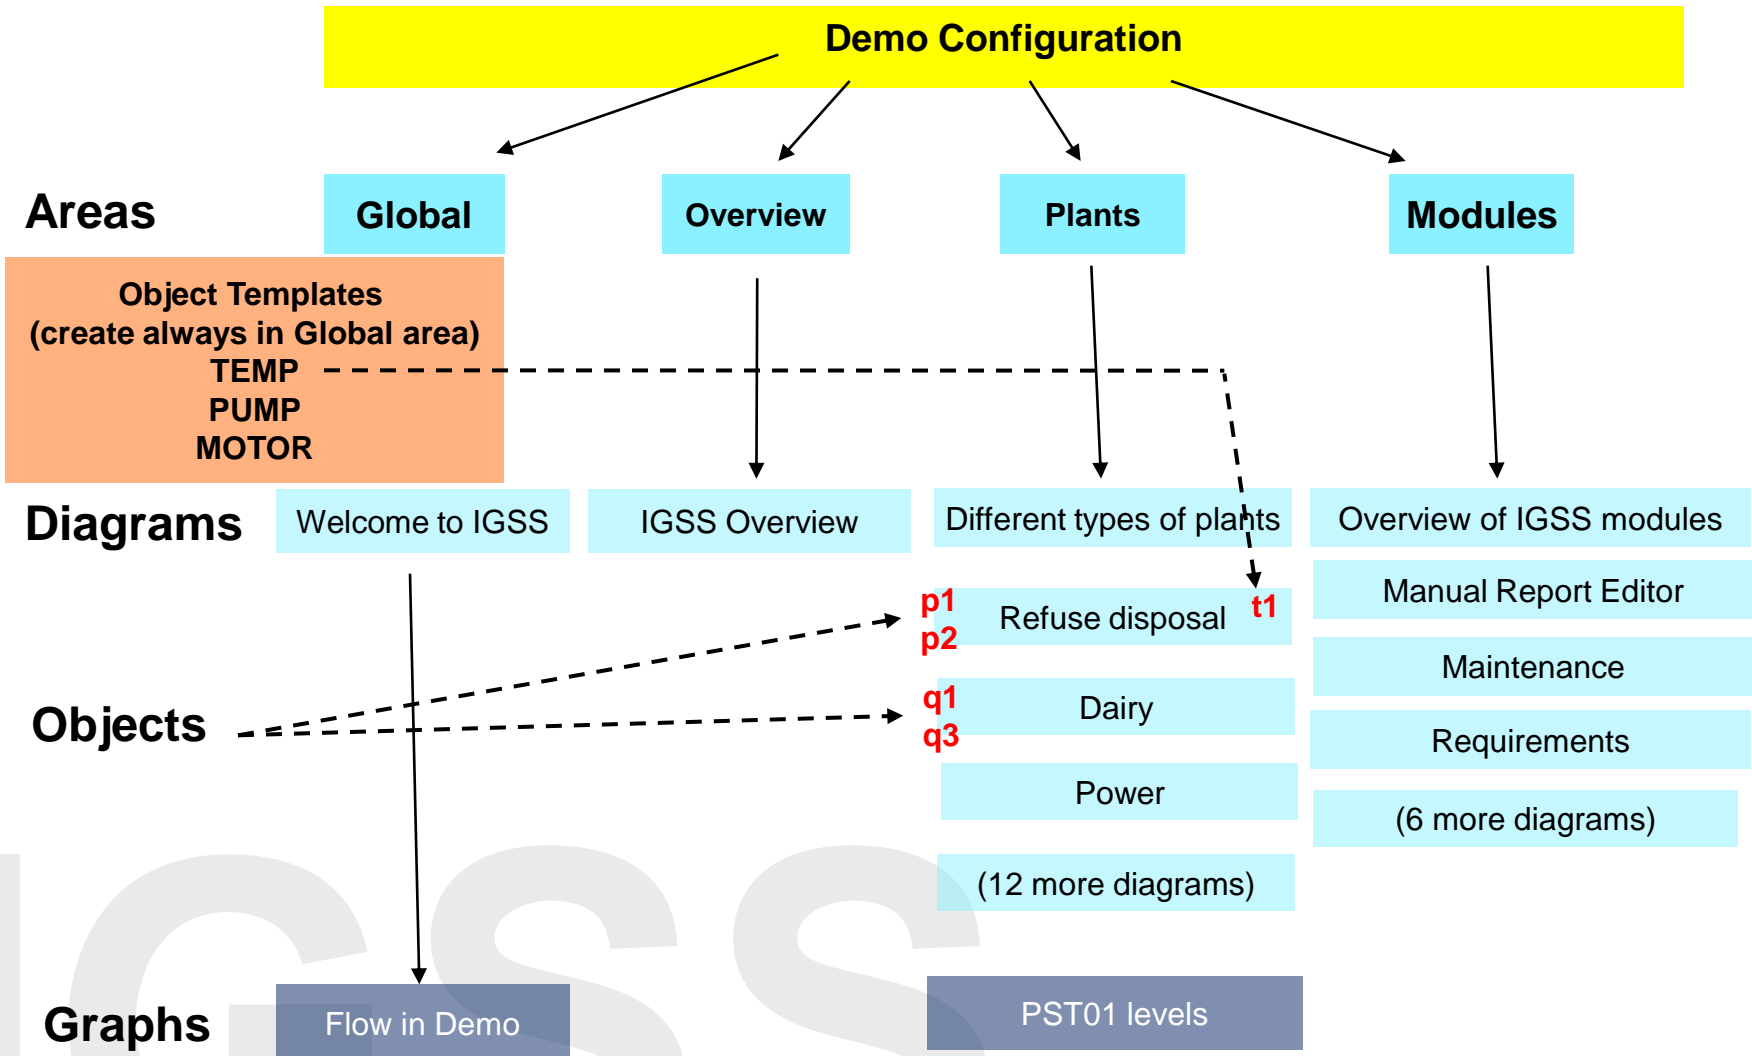 Demo Configuration
Areas
Global
Overview
Plants
Modules
Object Templates
(create always in Global area)
TEMP
PUMP
MOTOR
Diagrams
Welcome to IGSS
IGSS Overview
Different types of plants
Overview of IGSS modules
Manual Report Editor
p1
p2
Refuse disposal
t1
Maintenance
Objects
q1
q3
Dairy
Requirements
Power
(6 more diagrams)
(12 more diagrams)
IGSS
Graphs
Flow in Demo
PST01 levels